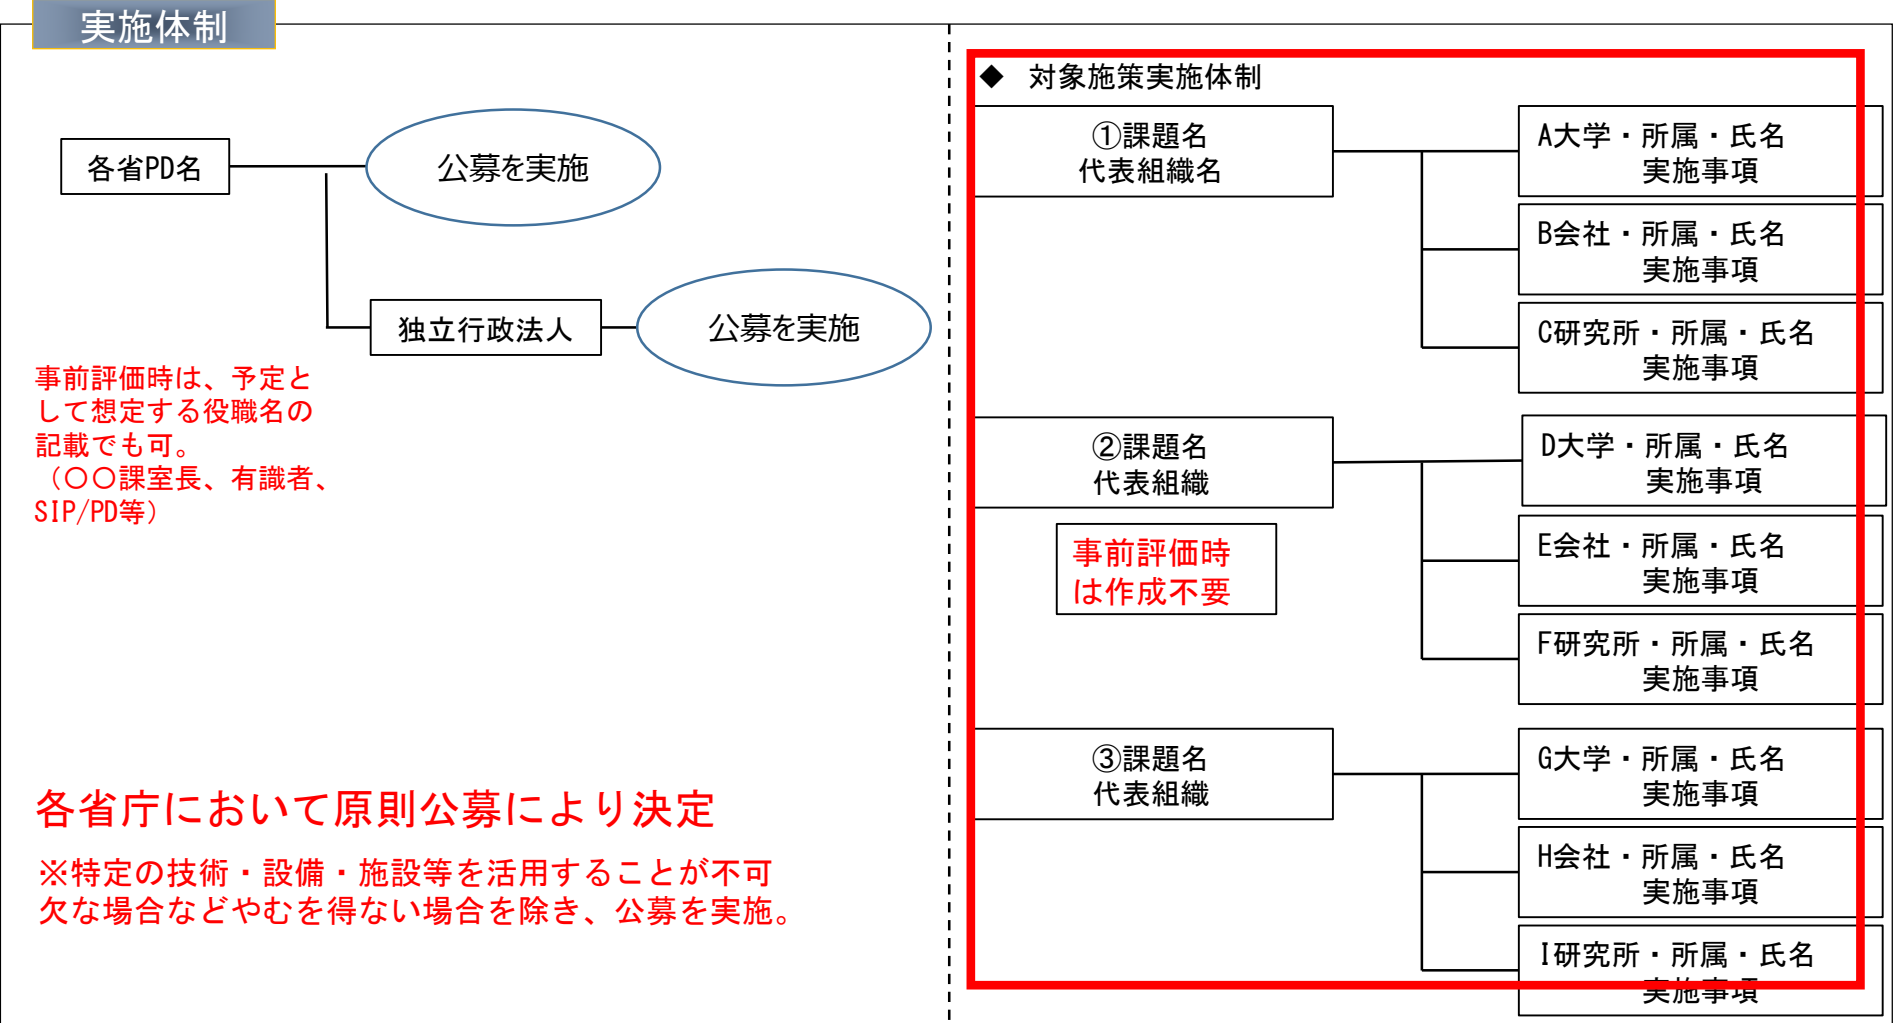 実施体制
各省PD名
公募を実施
独立行政法人
公募を実施
事前評価時は、予定と
して想定する役職名の
記載でも可。
（〇〇課室長、有識者、
SIP/PD等）
各省庁において原則公募により決定
※特定の技術・設備・施設等を活用することが不可
欠な場合などやむを得ない場合を除き、公募を実施。
◆ 対象施策実施体制
①課題名
代表組織名
A大学・所属・氏名
実施事項
B会社・所属・氏名
実施事項
C研究所・所属・氏名
実施事項
②課題名
代表組織
事前評価時
は作成不要
D大学・所属・氏名
実施事項
E会社・所属・氏名
実施事項
F研究所・所属・氏名
実施事項
③課題名
代表組織
G大学・所属・氏名
実施事項
H会社・所属・氏名
実施事項
I研究所・所属・氏名
実施事項